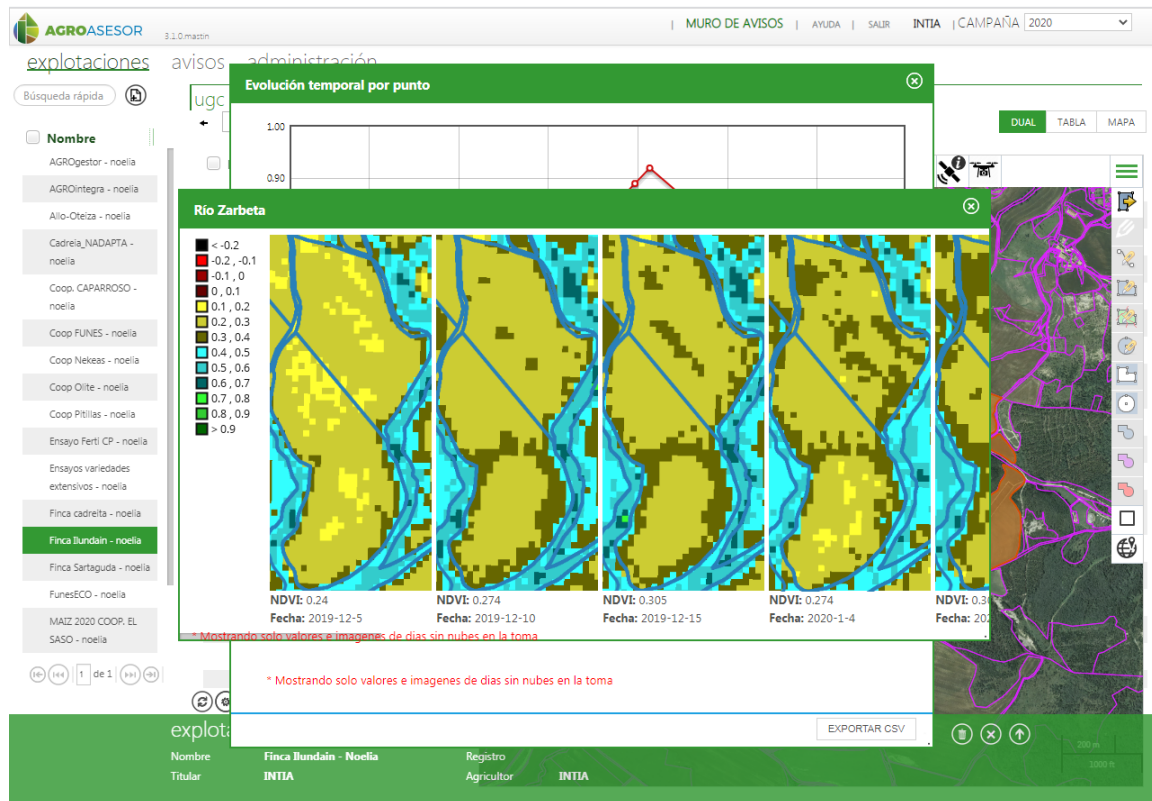 AGROASESOR
3.1.0.mastin
| MURO DE AVISOS | AYUDA | SALIR INTIA | CAMPAÑA 2020
explotaciones avisos administración
Búsqueda rápida
ugc
Evolución temporal por punto
1.00
0.90
DUAL TABLA MAPA
Nombre
AGROgestor - noelia
AGROintegra - noelia
Allo-Oteiza - noelia
Cadreia_NADAPTA -
noelia
Coop. CAPARROSO -
noelia
Coop FUNES - noelia
Coop Nekeas - noelia
Coop Olite - noelia
Coop Pitillas - noelia
Ensayo Ferti CP - noelia
Ensayos variedades
extensivos - noelia
Finca cadreita - noelia
Finca Ilundain - noelia
Finca Sartaguda - noelia
FunesECO - noelia
MAIZ 2020 COOP. EL
SASO - noelia
1 de 1
Río Zarbeta
< -0.2
-0.2 , -0.1
-0.1 , 0
0 , 0.1
0.1 , 0.2
0.2 , 0.3
0.3 , 0.4
0.4 , 0.5
0.5 , 0.6
0.6 , 0.7
0.7 , 0.8
0.8 , 0.9
> 0.9
NDVI: 0.24
Fecha: 2019-12-5
NDVI: 0.274
Fecha: 2019-12-10
NDVI: 0.305
Fecha: 2019-12-15
NDVI: 0.274
Fecha: 2020-1-4
NDVI:
Fecha:
* Mostrando solo valores e imagenes de dias sin nubes en la toma
* Mostrando solo valores e imagenes de dias sin nubes en la toma
EXPORTAR CSV
explota
Nombre Finca Ilundain - Noelia Registro
Titular INTIA Agricultor INTIA
200 m
1000 ft